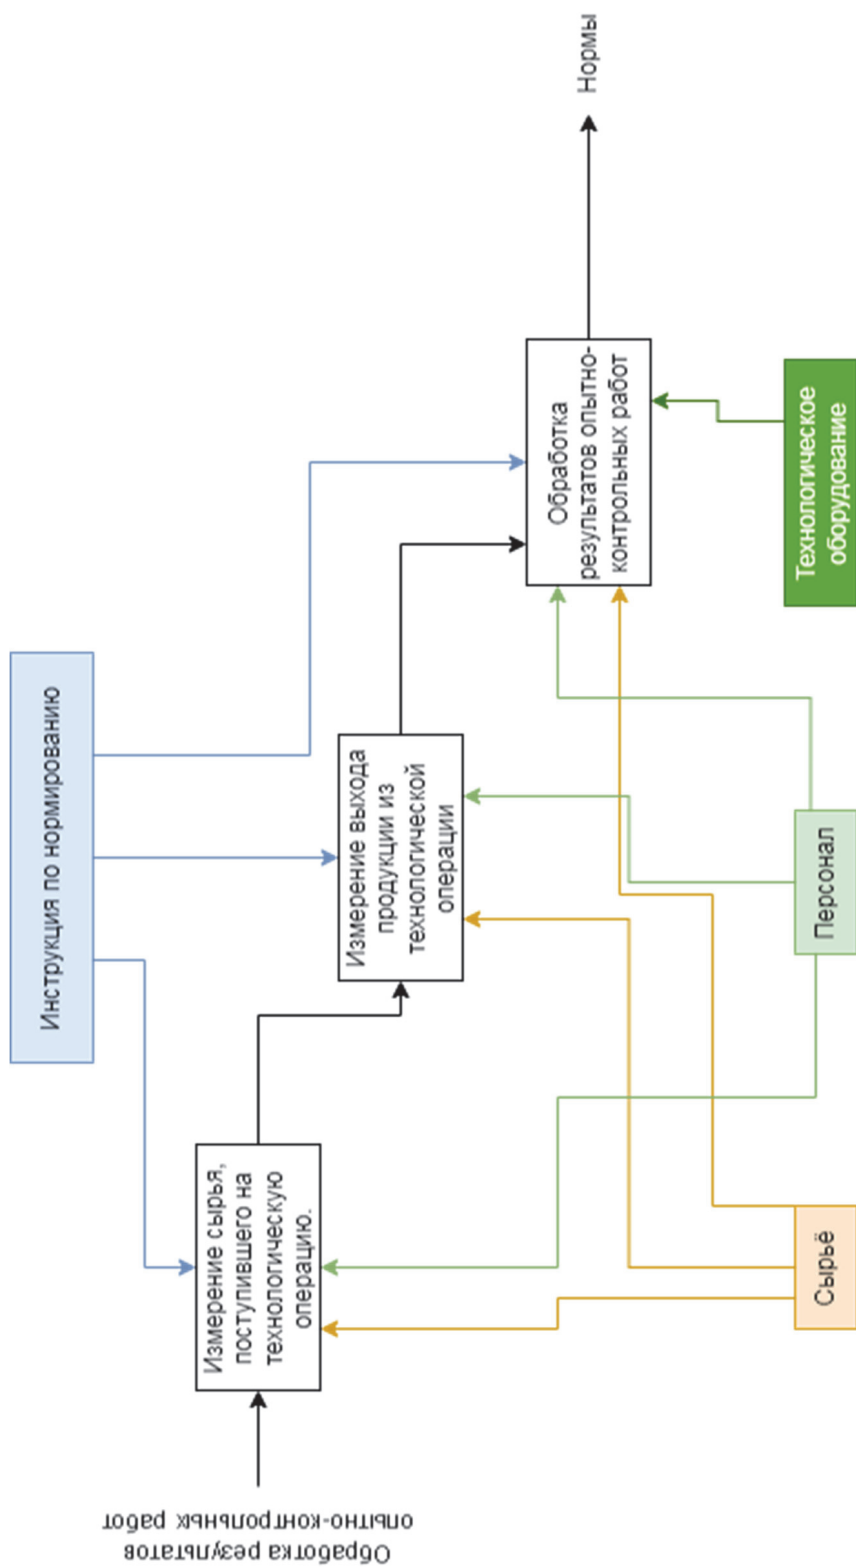 Обработка результатов
опытно-контрольных работ
Инструкция по нормированию
Измерение сырья,
поступившего на
технологическую
операцию.
Измерение выхода
продукции из
технологической
операции
Обработка
результатов опытно-
контрольных работ
Нормы
Сырьё
Персонал
Технологическое
оборудование